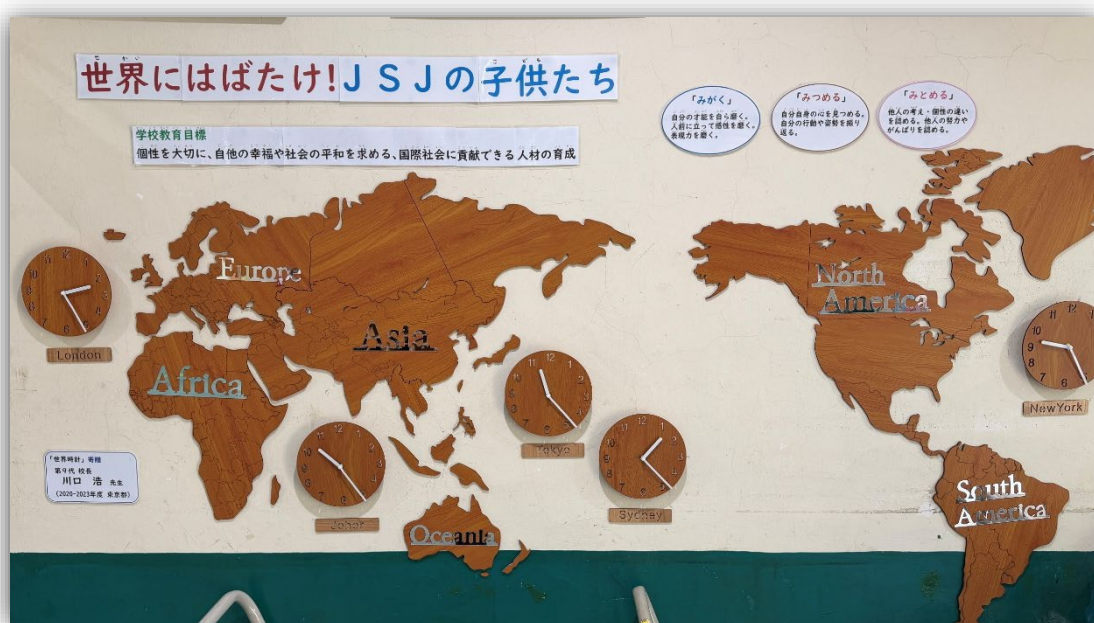 世界にはばたけ!JSJの子供たち
学校教育目標
個性を大切に、自他の幸福や社会の平和を求める、国際社会に貢献できる人材の育成
「みがく」
自分の才能を自ら磨く。
人前に立って感性を磨く。
表現力を磨く。
「みつめる」
自分自身の心を見つめる。
自分の行動や姿勢を振り
返る。
「みとめる」
他人の考え・個性の違い
を認める。他人の努力や
がんばりを認める。
Europe
Asia
Africa
North
America
South
America
Oceania
London
Johor
Tokyo
Sydney
NewYork
「世界時計」寄贈
第9代 校長
川口 浩 先生
(2020-2023年度 東京都)